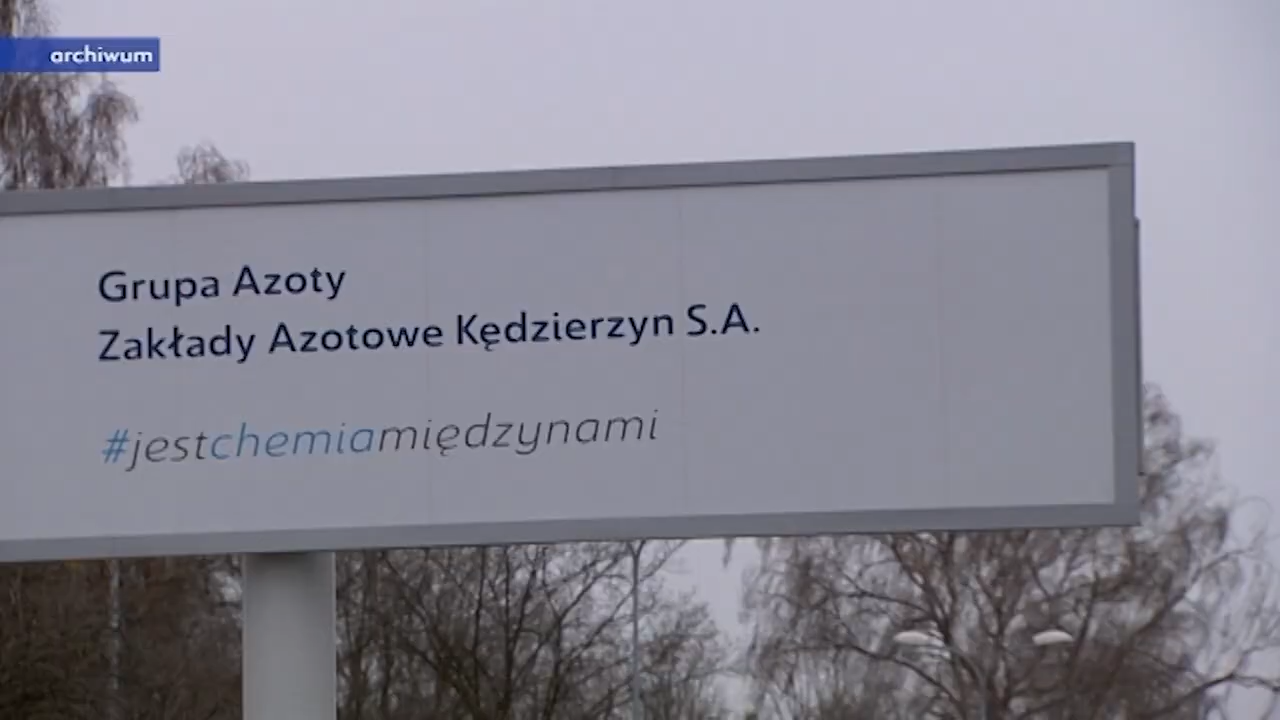 archiwum
Grupa Azoty
Zakłady Azotowe Kędzierzyn S.A.
#jestchemiamiędzynami